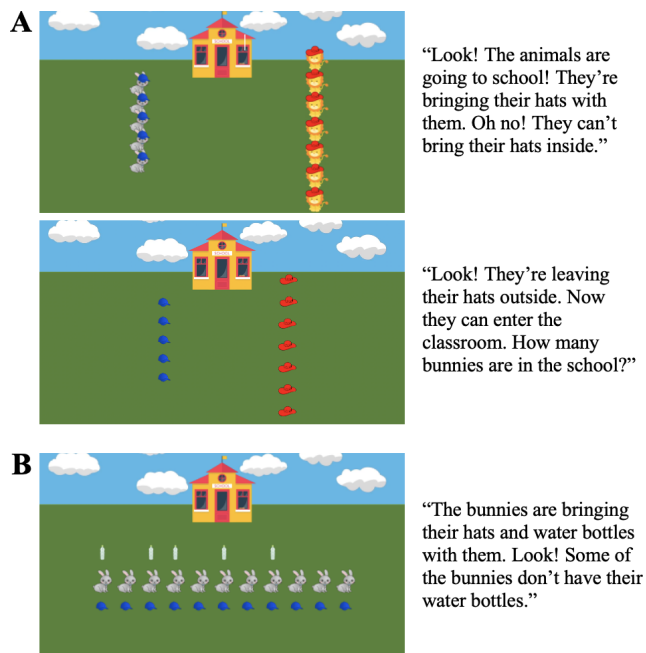 A
“Look! The animals are
going to school! They’re
bringing their hats with
them. Oh no! They can’t
bring their hats inside.”
“Look! They’re leaving
their hats outside. Now
they can enter the
classroom. How many
bunnies are in the school?”
B
“The bunnies are bringing
their hats and water bottles
with them. Look! Some of
the bunnies don’t have their
water bottles.”